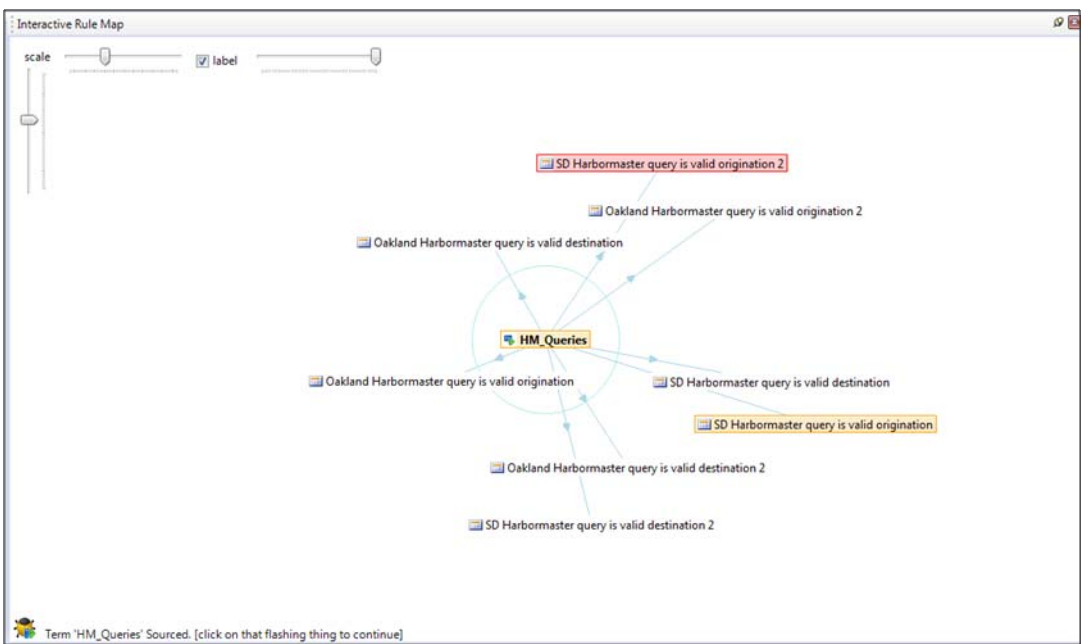 Interactive Rule Map
scale
label
SD Harbormaster query is valid origination 2
Oakland Harbormaster query is valid origination 2
Oakland Harbormaster query is valid destination
HM_Queries
Oakland Harbormaster query is valid origination
SD Harbormaster query is valid destination
SD Harbormaster query is valid origination
Oakland Harbormaster query is valid destination 2
SD Harbormaster query is valid destination 2
Term 'HM_Queries' Sourced. [click on that flashing thing to continue]